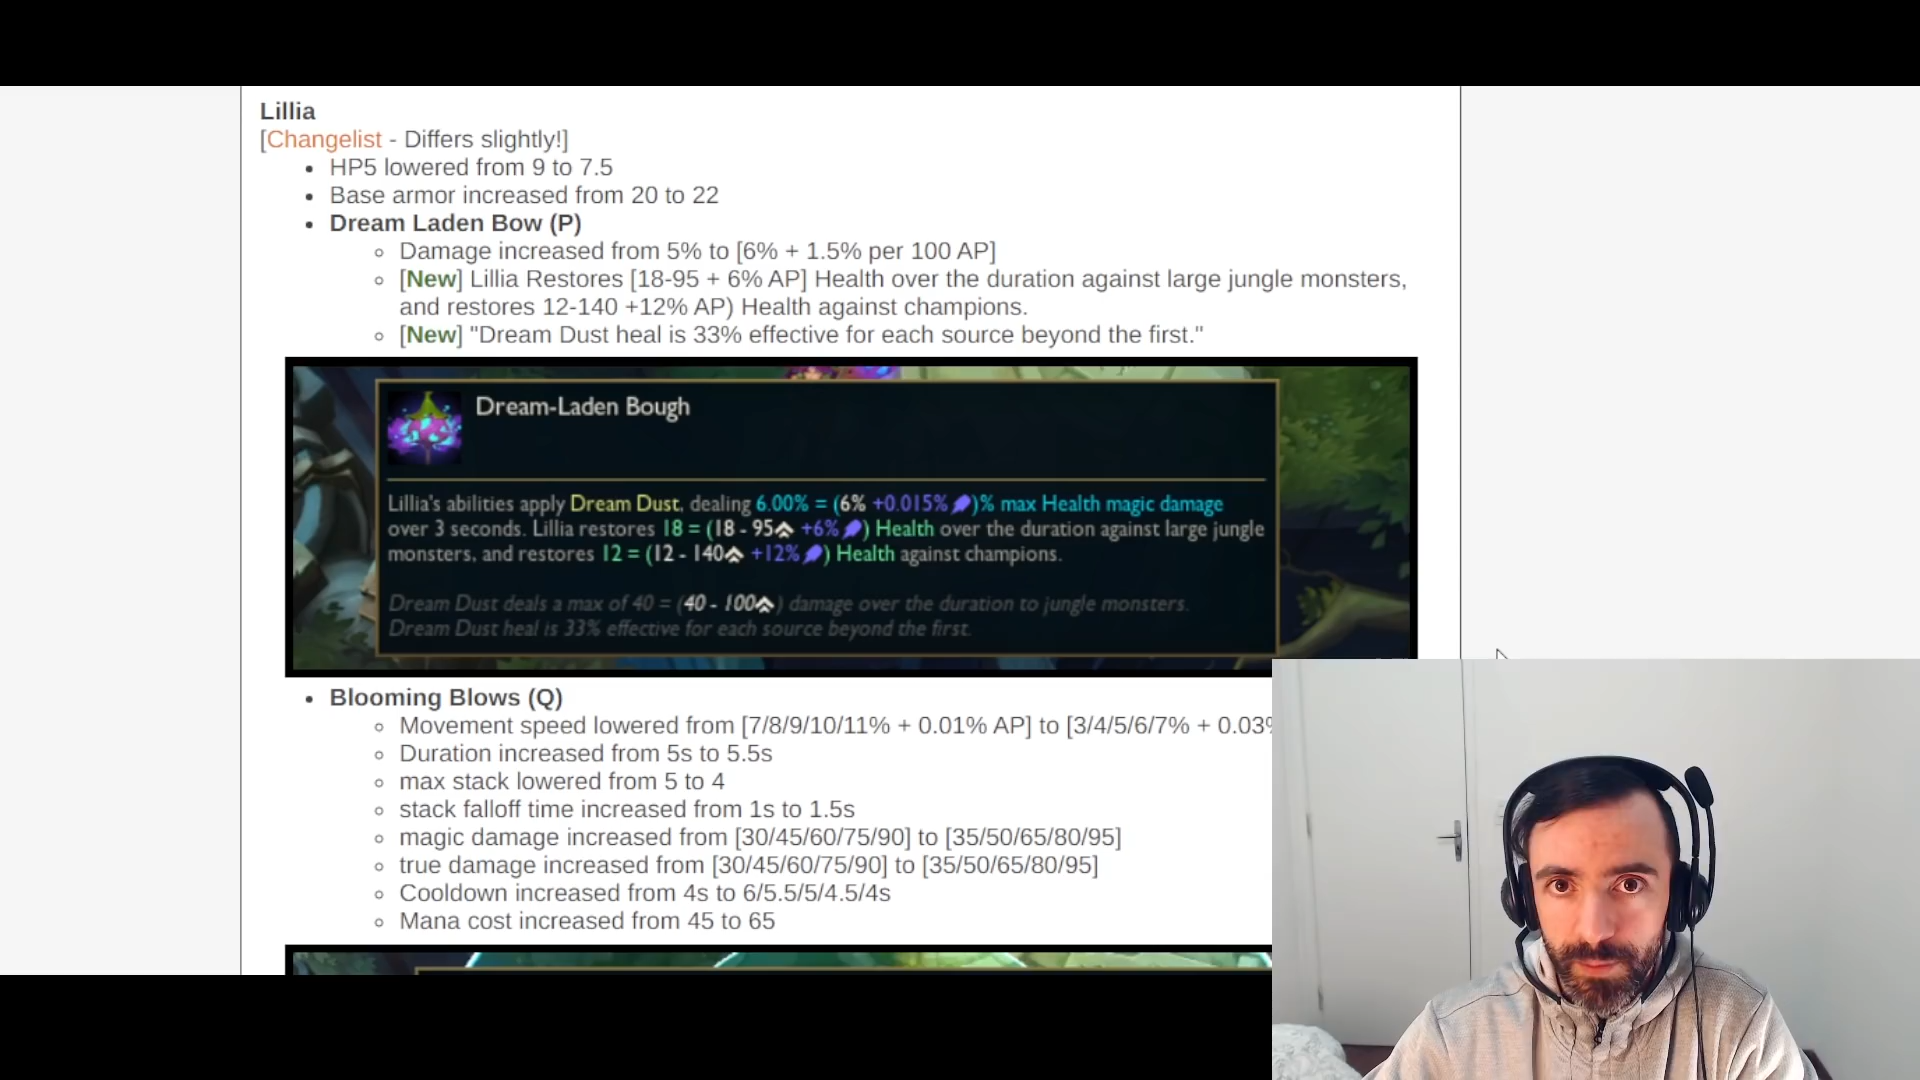 Lillia
[Changelist - Differs slightly!]
• HP5 lowered from 9 to 7.5
• Base armor increased from 20 to 22
• Dream Laden Bow (P)
◦ Damage increased from 5% to [6% + 1.5% per 100 AP]
◦ [New] Lillia Restores [18-95 + 6% AP] Health over the duration against large jungle monsters,
and restores 12-140 +12% AP) Health against champions.
◦ [New] "Dream Dust heal is 33% effective for each source beyond the first."
Dream-Laden Bough
Lillia's abilities apply Dream Dust, dealing 6.00% = (6% +0.015% )% max Health magic damage
over 3 seconds. Lillia restores 18 = (18 - 95 +6% ) Health over the duration against large jungle
monsters, and restores 12 = (12 - 140 +12% ) Health against champions.
Dream Dust deals a max of 40 = (40 - 100 ) damage over the duration to jungle monsters.
Dream Dust heal is 33% effective for each source beyond the first.
• Blooming Blows (Q)
◦ Movement speed lowered from [7/8/9/10/11% + 0.01% AP] to [3/4/5/6/7% + 0.03%
◦ Duration increased from 5s to 5.5s
◦ max stack lowered from 5 to 4
◦ stack falloff time increased from 1s to 1.5s
◦ magic damage increased from [30/45/60/75/90] to [35/50/65/80/95]
◦ true damage increased from [30/45/60/75/90] to [35/50/65/80/95]
◦ Cooldown increased from 4s to 6/5.5/5/4.5/4s
◦ Mana cost increased from 45 to 65